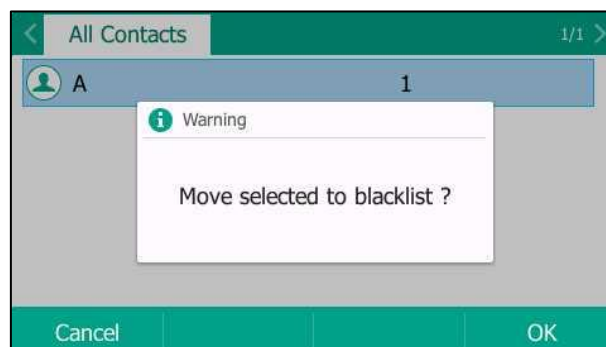 All Contacts 1/1
A 1
Warning
Move selected to blacklist ?
Cancel OK